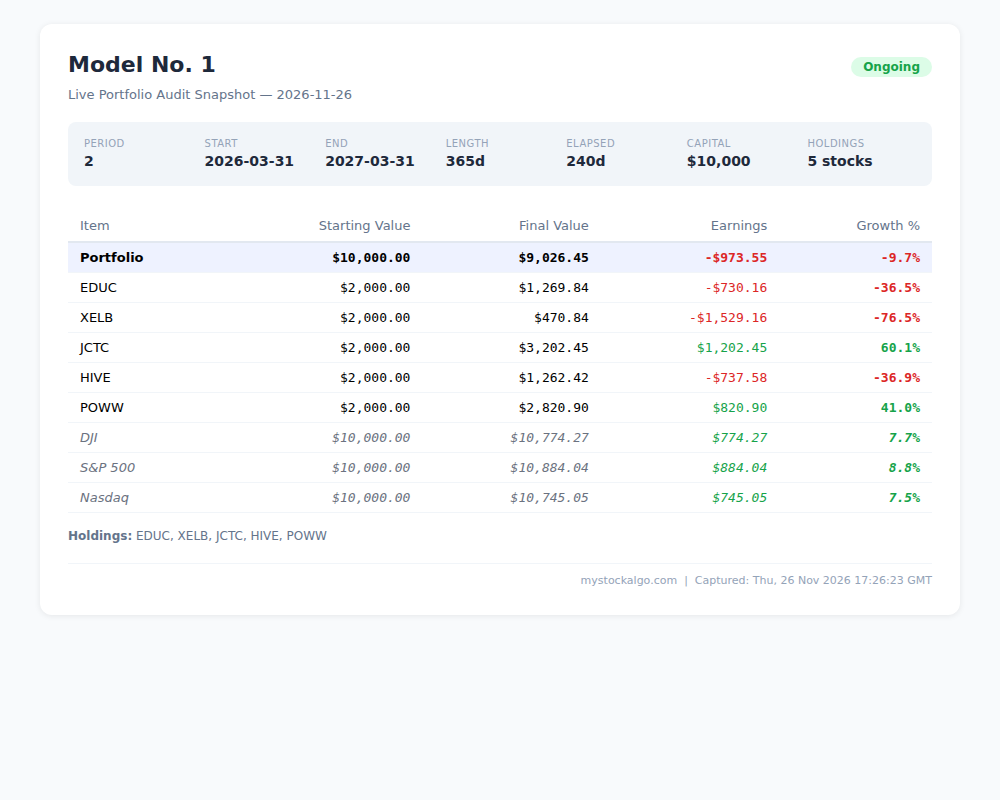 Model No. 1
Ongoing
Live Portfolio Audit Snapshot — 2026-11-26
PERIOD START END LENGTH ELAPSED CAPITAL HOLDINGS
2 2026-03-31 2027-03-31 365d 240d $10,000 5 stocks
Item Starting Value Final Value Earnings Growth %
Portfolio $10,000.00 $9,026.45 -$973.55 -9.7%
EDUC $2,000.00 $1,269.84 -$730.16 -36.5%
XELB $2,000.00 $470.84 -$1,529.16 -76.5%
JCTC $2,000.00 $3,202.45 $1,202.45 60.1%
HIVE $2,000.00 $1,262.42 -$737.58 -36.9%
POWW $2,000.00 $2,820.90 $820.90 41.0%
DJI $10,000.00 $10,774.27 $774.27 7.7%
S&P 500 $10,000.00 $10,884.04 $884.04 8.8%
Nasdaq $10,000.00 $10,745.05 $745.05 7.5%
Holdings: EDUC, XELB, JCTC, HIVE, POWW
mystockalgo.com | Captured: Thu, 26 Nov 2026 17:26:23 GMT